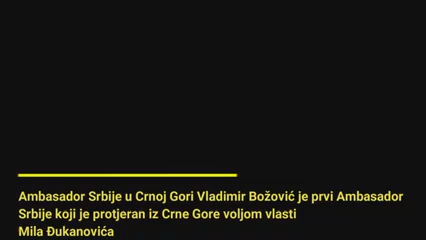 Ambasador Srbije u Crnoj Gori Vladimir Božović je prvi Ambasador
Srbije koji je protjeran iz Crne Gore voljom vlasti
Mila Đukanovića